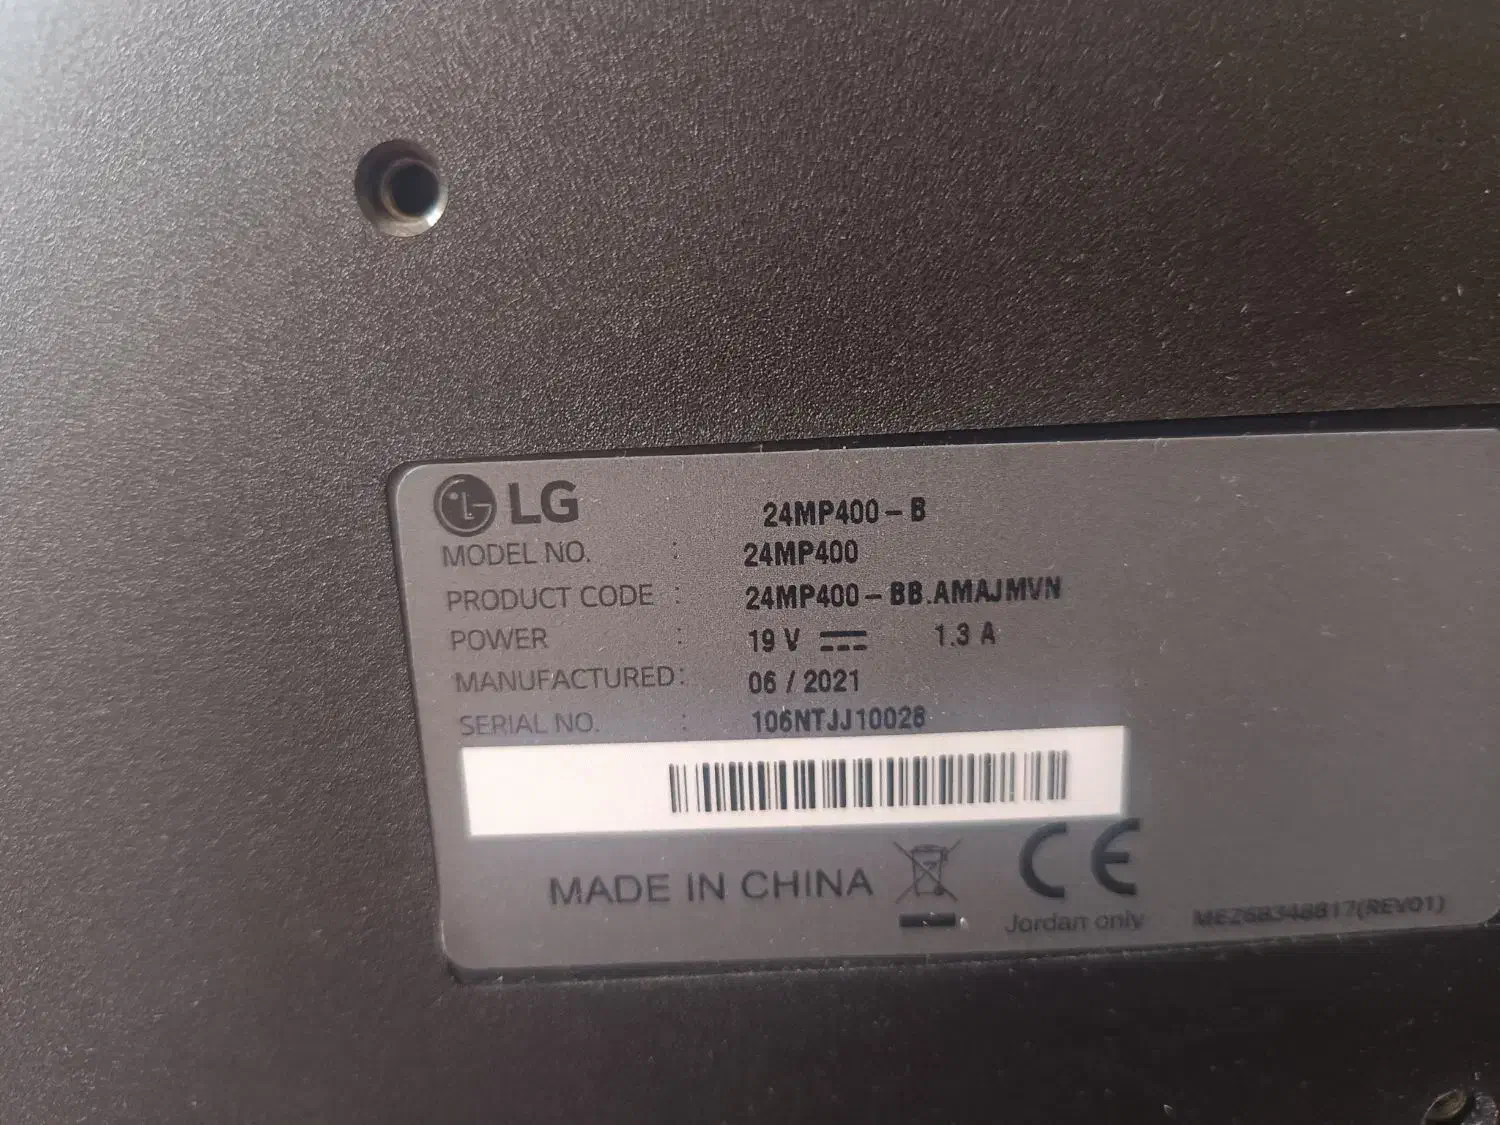 LG 24MP400-B
MODEL NO. : 24MP400
PRODUCT CODE : 24MP400-BB.AMAJMVN
POWER : 19 V 1.3 A
MANUFACTURED: 06 / 2021
SERIAL NO. : 106NTJJ10028
MADE IN CHINA CE
Jordan only MEZ68348817(REV01)